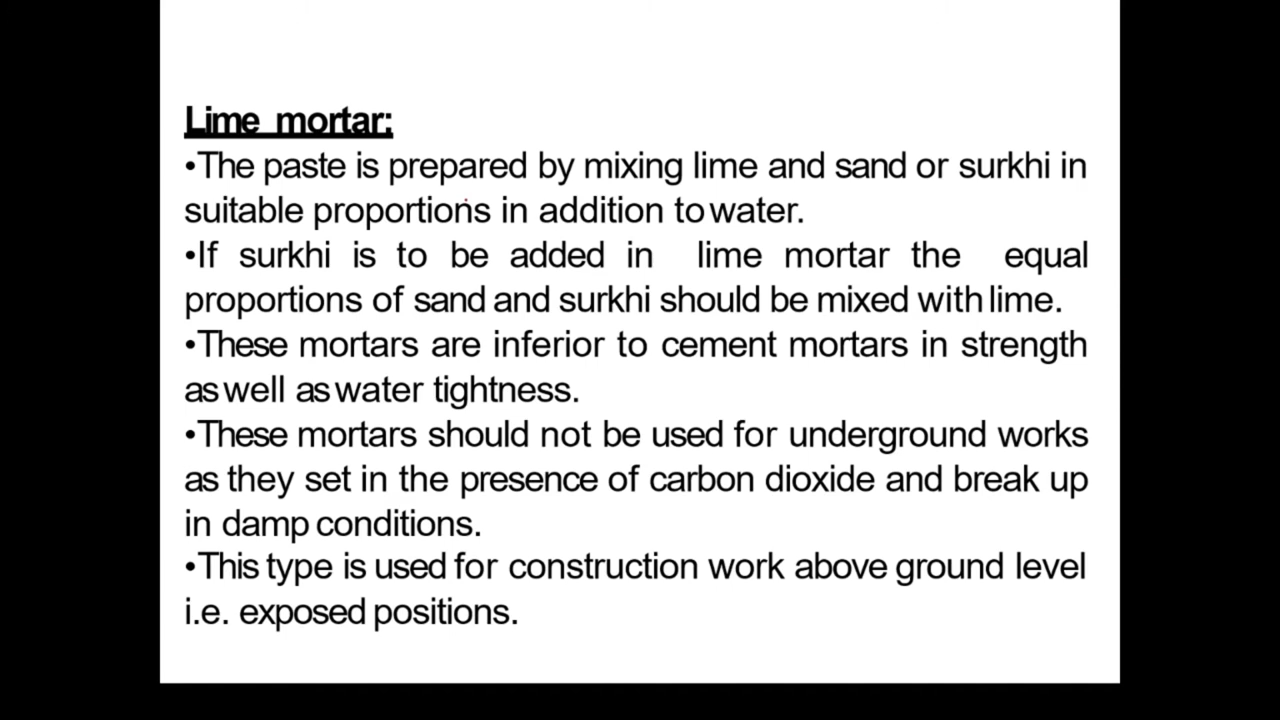 Lime mortar:
•The paste is prepared by mixing lime and sand or surkhi in
suitable proportions in addition to water.
•If surkhi is to be added in lime mortar the equal
proportions of sand and surkhi should be mixed with lime.
•These mortars are inferior to cement mortars in strength
as well as water tightness.
•These mortars should not be used for underground works
as they set in the presence of carbon dioxide and break up
in damp conditions.
•This type is used for construction work above ground level
i.e. exposed positions.